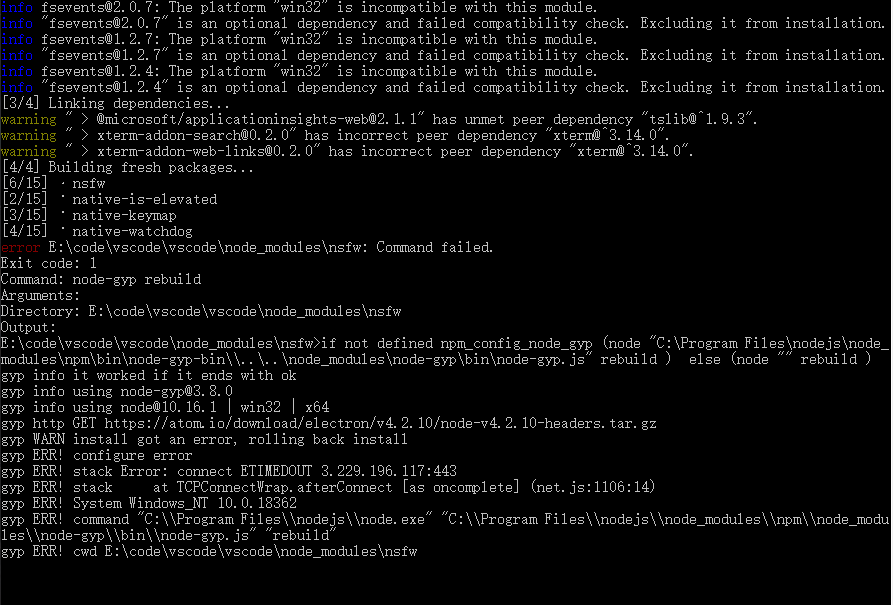 info fsevents@2.0.7: The platform "win32" is incompatible with this module.
info "fsevents@2.0.7" is an optional dependency and failed compatibility check. Excluding it from installation.
info fsevents@1.2.7: The platform "win32" is incompatible with this module.
info "fsevents@1.2.7" is an optional dependency and failed compatibility check. Excluding it from installation.
info fsevents@1.2.4: The platform "win32" is incompatible with this module.
info "fsevents@1.2.4" is an optional dependency and failed compatibility check. Excluding it from installation.
[3/4] Linking dependencies...
warning " > @microsoft/applicationinsights-web@2.1.1" has unmet peer dependency "tslib@^1.9.3".
warning " > xterm-addon-search@0.2.0" has incorrect peer dependency "xterm@^3.14.0".
warning " > xterm-addon-web-links@0.2.0" has incorrect peer dependency "xterm@^3.14.0".
[4/4] Building fresh packages...
[6/15] ⠁ nsfw
[2/15] ⠁ native-is-elevated
[3/15] ⠁ native-keymap
[4/15] ⠁ native-watchdog
error E:\code\vscode\vscode\node_modules\nsfw: Command failed.
Exit code: 1
Command: node-gyp rebuild
Arguments:
Directory: E:\code\vscode\vscode\node_modules\nsfw
Output:
E:\code\vscode\vscode\node_modules\nsfw>if not defined npm_config_node_gyp (node "C:\Program Files\nodejs\node_
modules\npm\bin\node-gyp-bin\\..\..\node_modules\node-gyp\bin\node-gyp.js" rebuild )  else (node "" rebuild )
gyp info it worked if it ends with ok
gyp info using node-gyp@3.8.0
gyp info using node@10.16.1 | win32 | x64
gyp http GET https://atom.io/download/electron/v4.2.10/node-v4.2.10-headers.tar.gz
gyp WARN install got an error, rolling back install
gyp ERR! configure error
gyp ERR! stack Error: connect ETIMEDOUT 3.229.196.117:443
gyp ERR! stack     at TCPConnectWrap.afterConnect [as oncomplete] (net.js:1106:14)
gyp ERR! System Windows_NT 10.0.18362
gyp ERR! command "C:\\Program Files\\nodejs\\node.exe" "C:\\Program Files\\nodejs\\node_modules\\npm\\node_modu
les\\node-gyp\\bin\\node-gyp.js" "rebuild"
gyp ERR! cwd E:\code\vscode\vscode\node_modules\nsfw